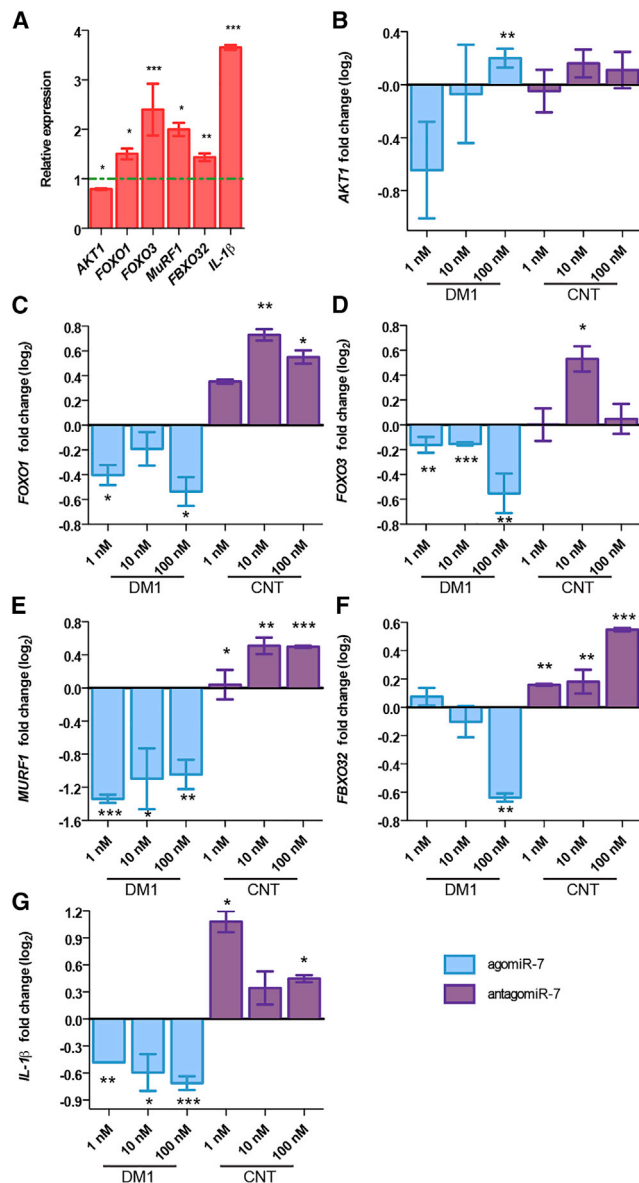 A
Relative expression
4
3
2
1
0
*
*
***
*
**
***
AKT1
FOXO1
FOXO3
MuRF1
FBXO32
IL-1β
B
AKT1 fold change (log2)
0.4
-0.0
-0.4
-0.8
**
1 nM 10 nM 100 nM 1 nM 10 nM 100 nM
DM1 CNT
C
FOXO1 fold change (log2)
0.8
0.6
0.4
0.2
0.0
-0.2
-0.4
-0.6
-0.8
*
*
**
*
1 nM 10 nM 100 nM 1 nM 10 nM 100 nM
DM1 CNT
D
FOXO3 fold change (log2)
0.8
0.6
0.4
0.2
0.0
-0.2
-0.4
-0.6
-0.8
**
***
**
*
1 nM 10 nM 100 nM 1 nM 10 nM 100 nM
DM1 CNT
E
MURF1 fold change (log2)
0.8
0.4
0.0
-0.4
-0.8
-1.2
-1.6
***
*
**
*
**
***
1 nM 10 nM 100 nM 1 nM 10 nM 100 nM
DM1 CNT
F
FBXO32 fold change (log2)
0.6
0.4
0.2
0.0
-0.2
-0.4
-0.6
-0.8
**
**
**
***
1 nM 10 nM 100 nM 1 nM 10 nM 100 nM
DM1 CNT
G
IL-1β fold change (log2)
1.2
0.9
0.6
0.3
0.0
-0.3
-0.6
-0.9
**
*
***
*
*
1 nM 10 nM 100 nM 1 nM 10 nM 100 nM
DM1 CNT
agomiR-7
antagomiR-7